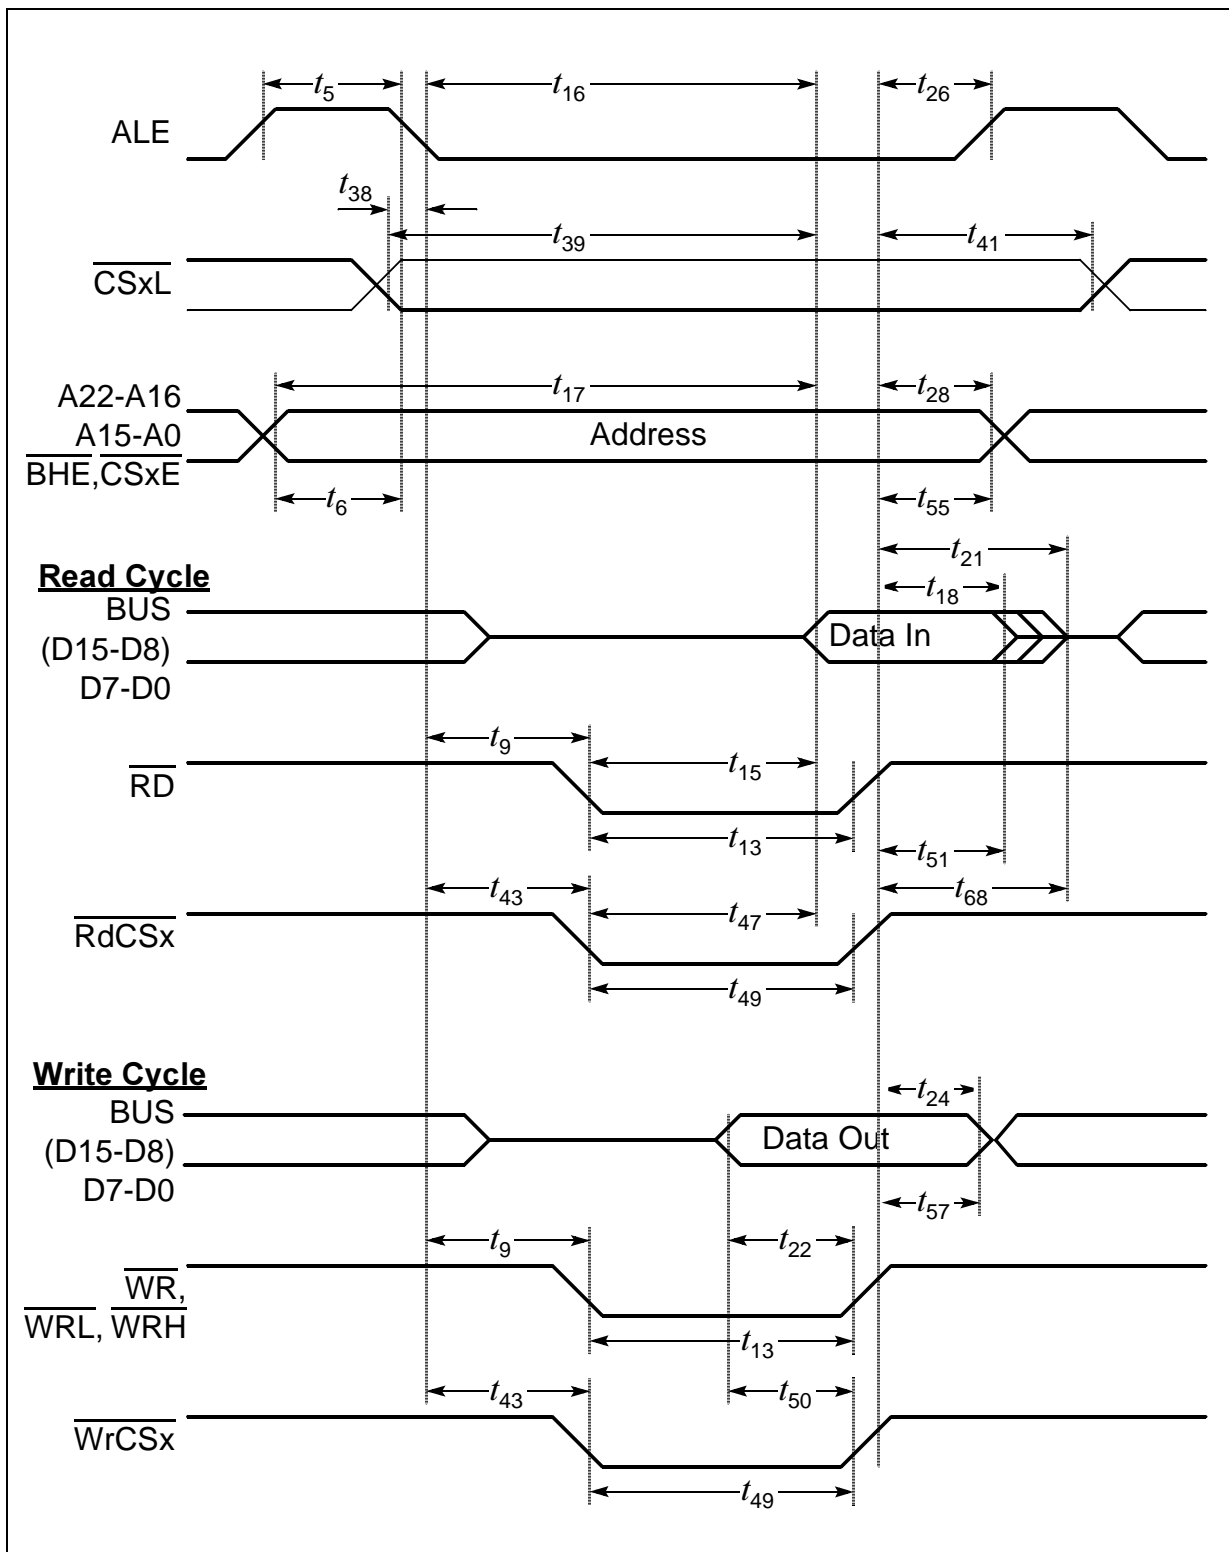 t5
t16
t26
ALE
t38
t39
t41
CSxL
A22-A16
t17
t28
A15-A0
Address
BHE,CSxE
t6
t55
t21
Read Cycle
t18
BUS
Data In
(D15-D8)
D7-D0
t9
t15
RD
t13
t51
t43
t68
t47
RdCSx
t49
Write Cycle
t24
BUS
Data Out
(D15-D8)
D7-D0
t57
t9
t22
WR,
WRL, WRH
t13
t43
t50
WrCSx
t49